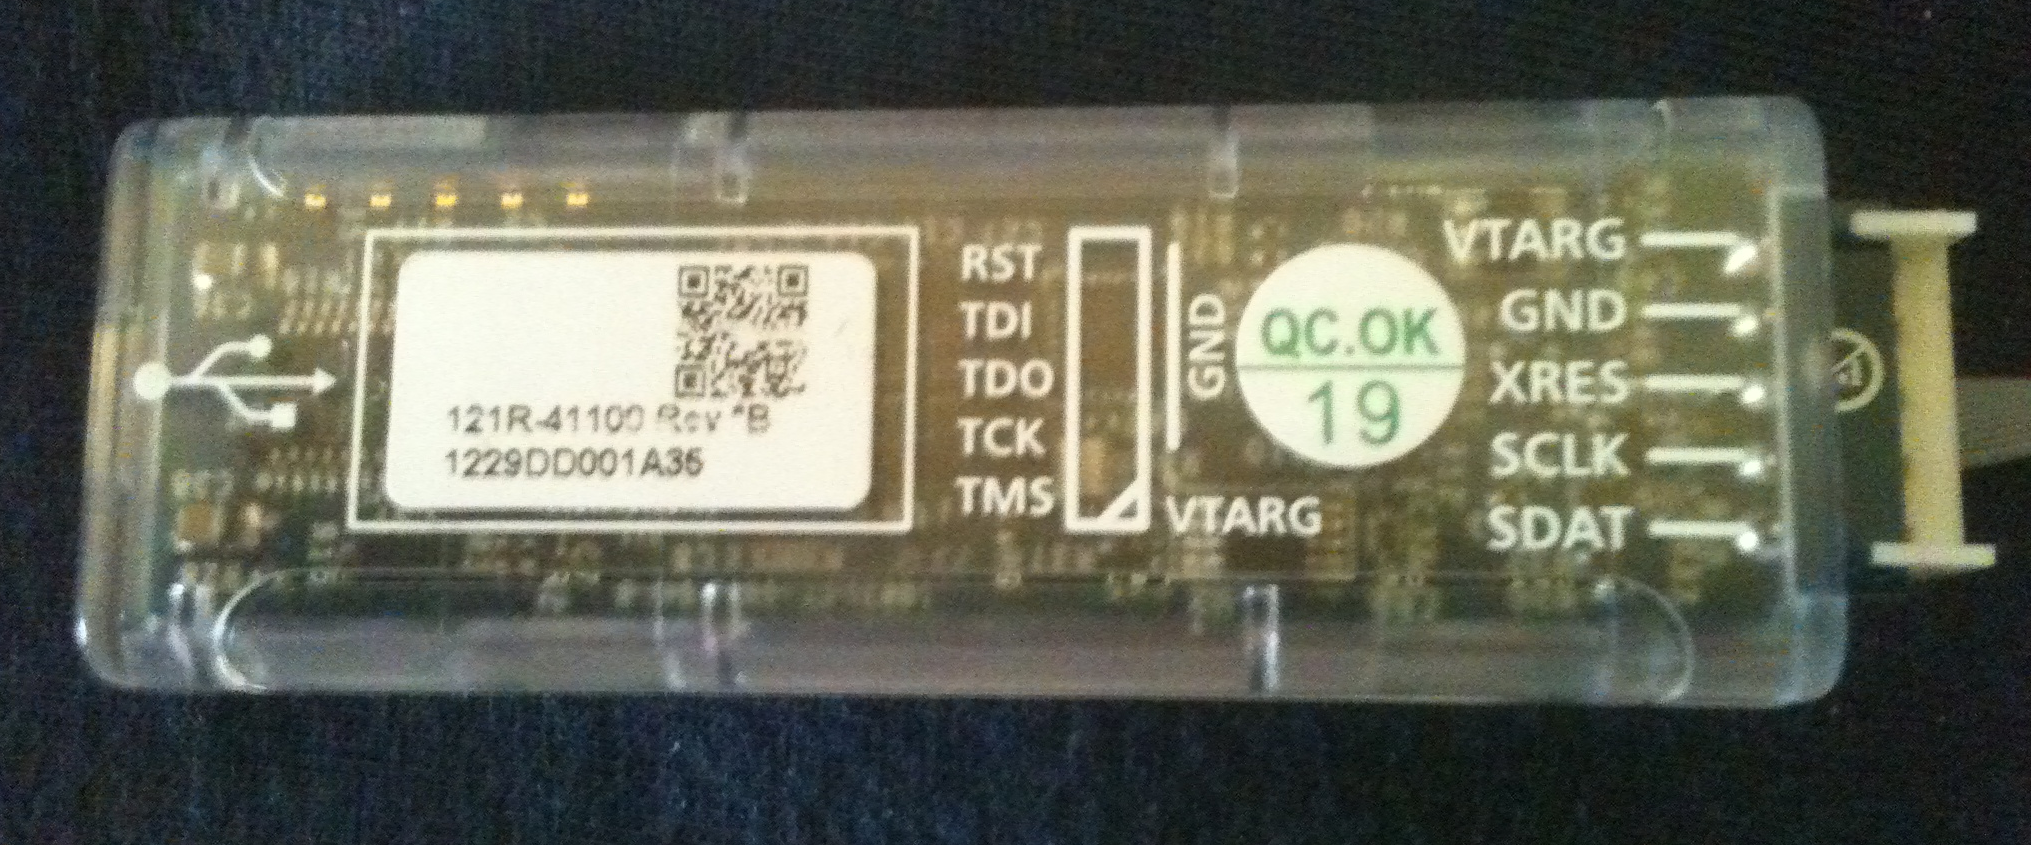 121R-41100 Rev *B
1229DD001A36
RST
TDI
TDO
TCK
TMS
GND
VTARG
QC.OK
19
VTARG
GND
XRES
SCLK
SDAT